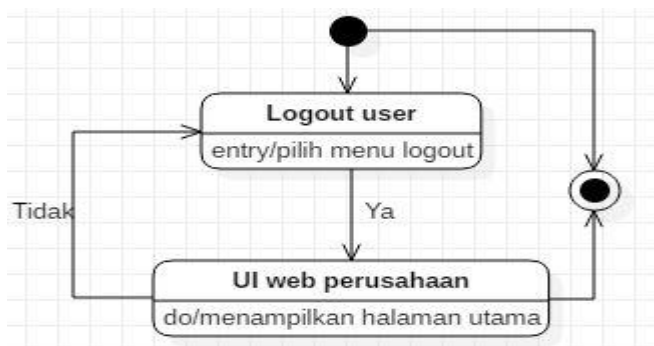 Logout user
entry/pilih menu logout
Tidak
Ya
UI web perusahaan
do/menampilkan halaman utama